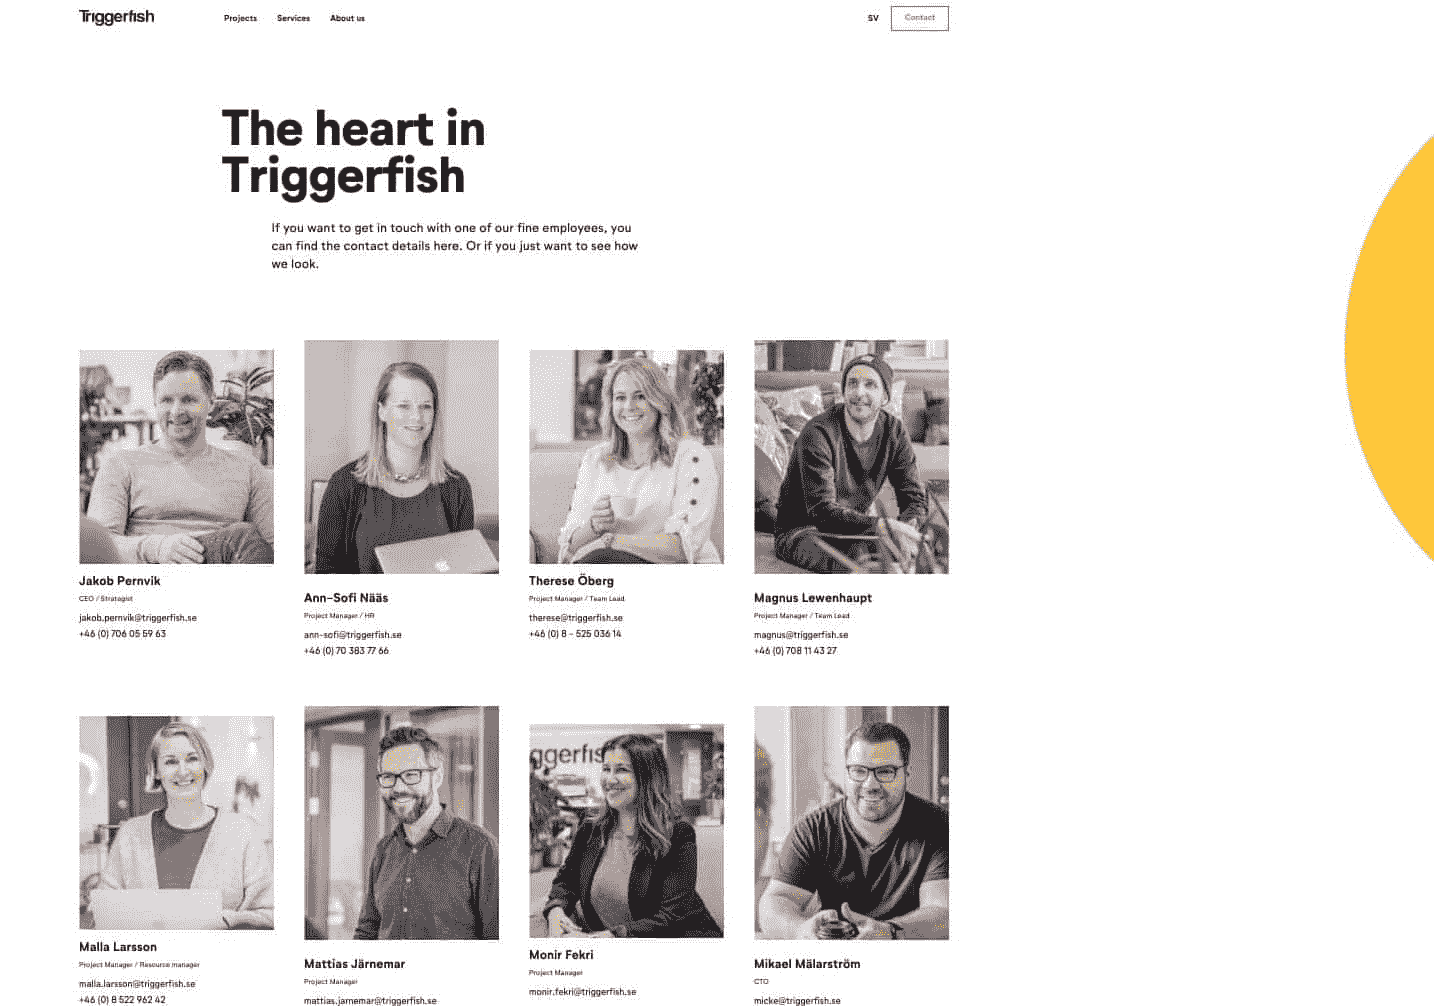 Triggerfish
Projects
Services
About us
SV
Contact
The heart in
Triggerfish
If you want to get in touch with one of our fine employees, you
can find the contact details here. Or if you just want to see how
we look.
Jakob Pernvik
CEO / Strategist
jakob.pernvik@triggerfish.se
+46 (0) 706 05 59 63
Ann-Sofi Nääs
Project Manager / HR
ann-sofi@triggerfish.se
+46 (0) 70 383 77 66
Therese Öberg
Project Manager / Team Lead
therese@triggerfish.se
+46 (0) 8 - 525 036 14
Magnus Lewenhaupt
Project Manager / Team Lead
magnus@triggerfish.se
+46 (0) 708 11 43 27
ggerfis
Malla Larsson
Project Manager / Resource manager
malla.larsson@triggerfish.se
+46 (0) 8 522 962 42
Mattias Järnemar
Project Manager
mattias.jarnemar@triggerfish.se
Monir Fekri
Project Manager
monir.fekri@triggerfish.se
Mikael Mälarström
CTO
micke@triggerfish.se